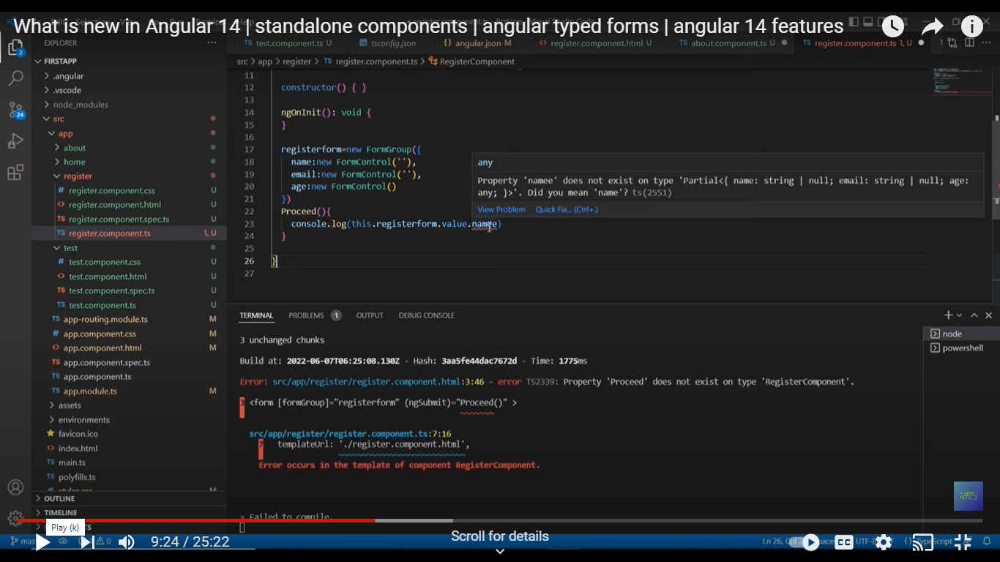 What is new in Angular 14 | standalone components | angular typed forms | angular 14 features
EXPLORER
test.component.ts U
tsconfig.json
angular.json M
register.component.html U
about.component.ts U
register.component.ts 1, U
1
2
FIRSTAPP
src > app > register > TS register.component.ts > RegisterComponent
.angular
.vscode
node_modules
24
src
app
about
home
register
register.component.css U
register.component.html U
register.component.spec.ts U
register.component.ts 1, U
test
test.component.css U
test.component.html U
test.component.spec.ts U
test.component.ts U
app-routing.module.ts M
app.component.css M
app.component.html M
app.component.spec.ts
app.component.ts
app.module.ts M
assets
environments
favicon.ico
index.html
main.ts
polyfills.ts
OUTLINE
TIMELINE
11
12 constructor() { }
13
14 ngOnInit(): void {
15 }
16
17 registerform=new FormGroup({
18 name:new FormControl(''),
19 email:new FormControl(''),
20 age:new FormControl()
21 })
22 Proceed(){
23 console.log(this.registerform.value.namee)
24 }
25
26 }
27
any
Property 'namee' does not exist on type 'Partial<{ name: string | null; email: string | null; age:
any; }>'. Did you mean 'name'? ts(2551)
View Problem Quick Fix... (Ctrl+.)
TERMINAL PROBLEMS 1 OUTPUT DEBUG CONSOLE
node
powershell
3 unchanged chunks
Build at: 2022-06-07T06:25:08.130Z - Hash: 3aa5fe44dac7672d - Time: 1775ms
Error: src/app/register/register.component.html:3:46 - error TS2339: Property 'Proceed' does not exist on type 'RegisterComponent'.
3 <form [formGroup]="registerform" (ngSubmit)="Proceed()" >
src/app/register/register.component.ts:7:16
7 templateUrl: './register.component.html',
Error occurs in the template of component RegisterComponent.
x Failed to compile.
Play (k)
9:24 / 25:22
Scroll for details
CC